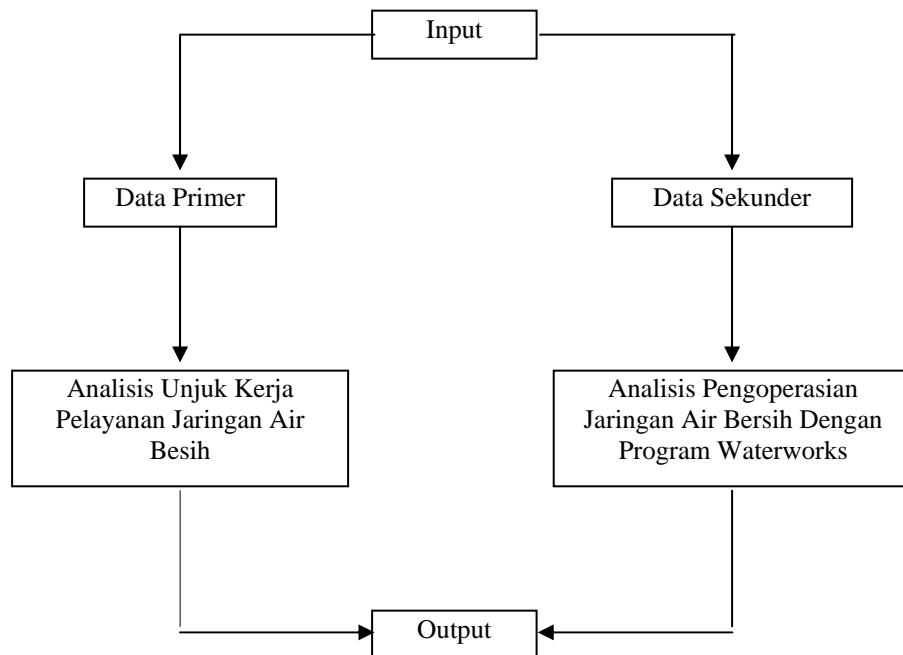 Input
Data Primer
Data Sekunder
Analisis Unjuk Kerja
Pelayanan Jaringan Air
Besih
Analisis Pengoperasian
Jaringan Air Bersih Dengan
Program Waterworks
Output